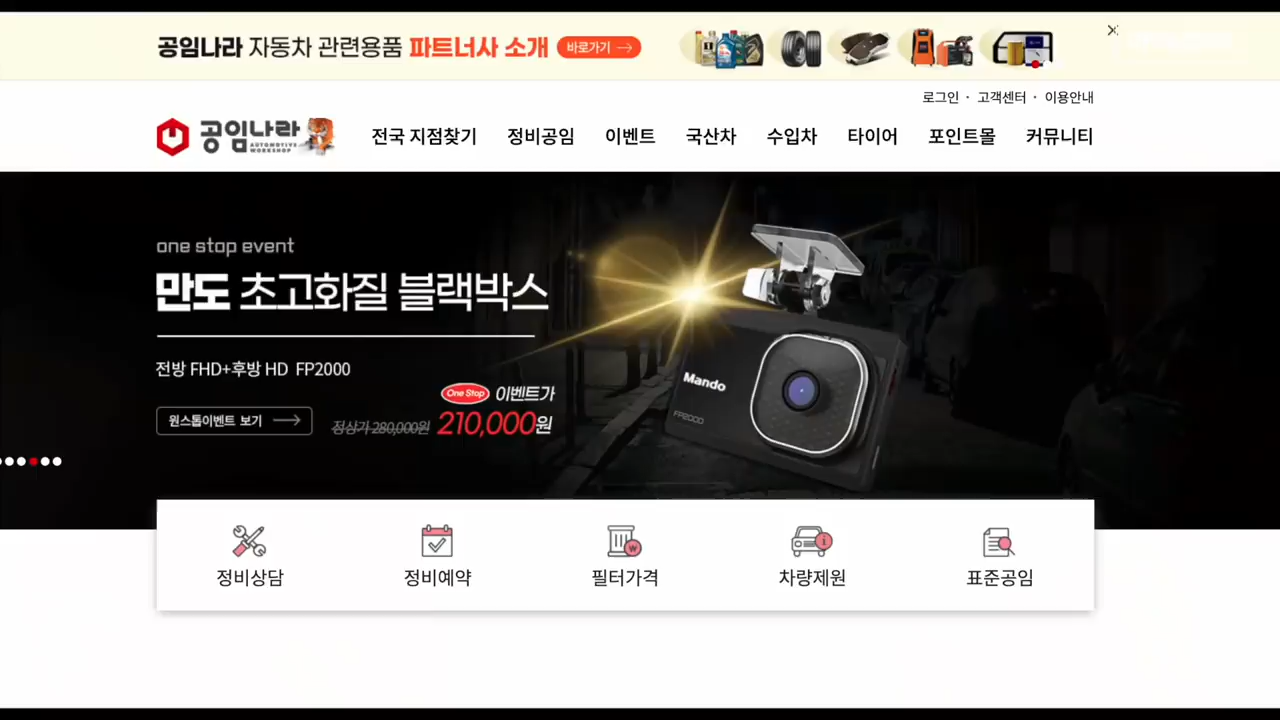 공임나라 자동차 관련용품 파트너사 소개 바로가기 →
로그인 · 고객센터 · 이용안내
공임나라 AUTOMOTIVE WORKSHOP
전국 지점찾기 정비공임 이벤트 국산차 수입차 타이어 포인트몰 커뮤니티
one stop event
만도 초고화질 블랙박스
전방 FHD+후방 HD FP2000
One Stop 이벤트가
원스톱이벤트 보기 정상가 280,000원 210,000원
Mando
FP2000
정비상담 정비예약 필터가격 차량제원 표준공임